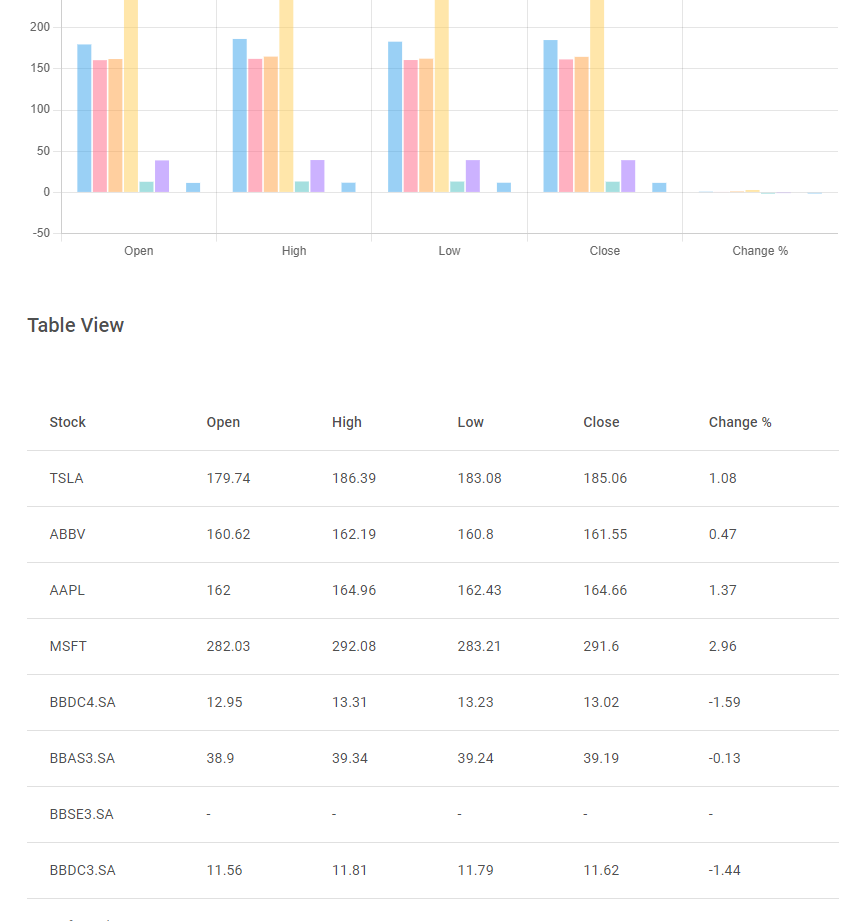 200
150
100
50
0
-50
Open High Low Close Change %
Table View
Stock Open High Low Close Change %
TSLA 179.74 186.39 183.08 185.06 1.08
ABBV 160.62 162.19 160.8 161.55 0.47
AAPL 162 164.96 162.43 164.66 1.37
MSFT 282.03 292.08 283.21 291.6 2.96
BBDC4.SA 12.95 13.31 13.23 13.02 -1.59
BBAS3.SA 38.9 39.34 39.24 39.19 -0.13
BBSE3.SA - - - - -
BBDC3.SA 11.56 11.81 11.79 11.62 -1.44